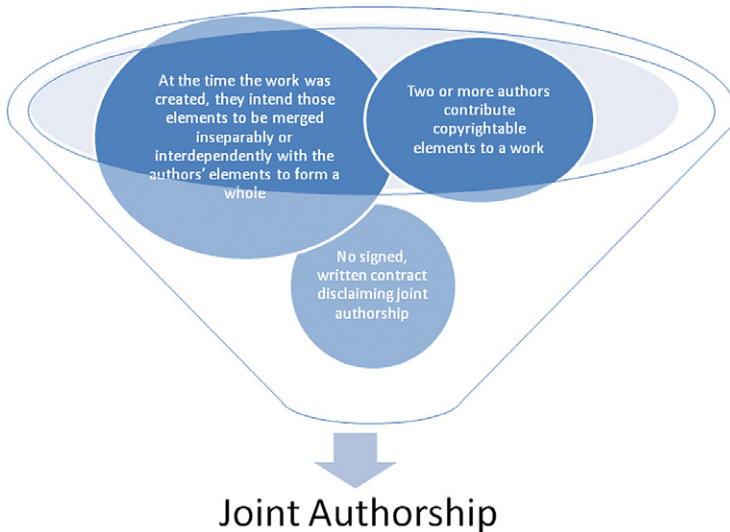 At the time the work was
created, they intend those
elements to be merged
inseparably or
interdependently with the
authors' elements to form a
whole
Two or more authors
contribute
copyrightable
elements to a work
No signed,
written contract
disclaiming joint
authorship
Joint Authorship